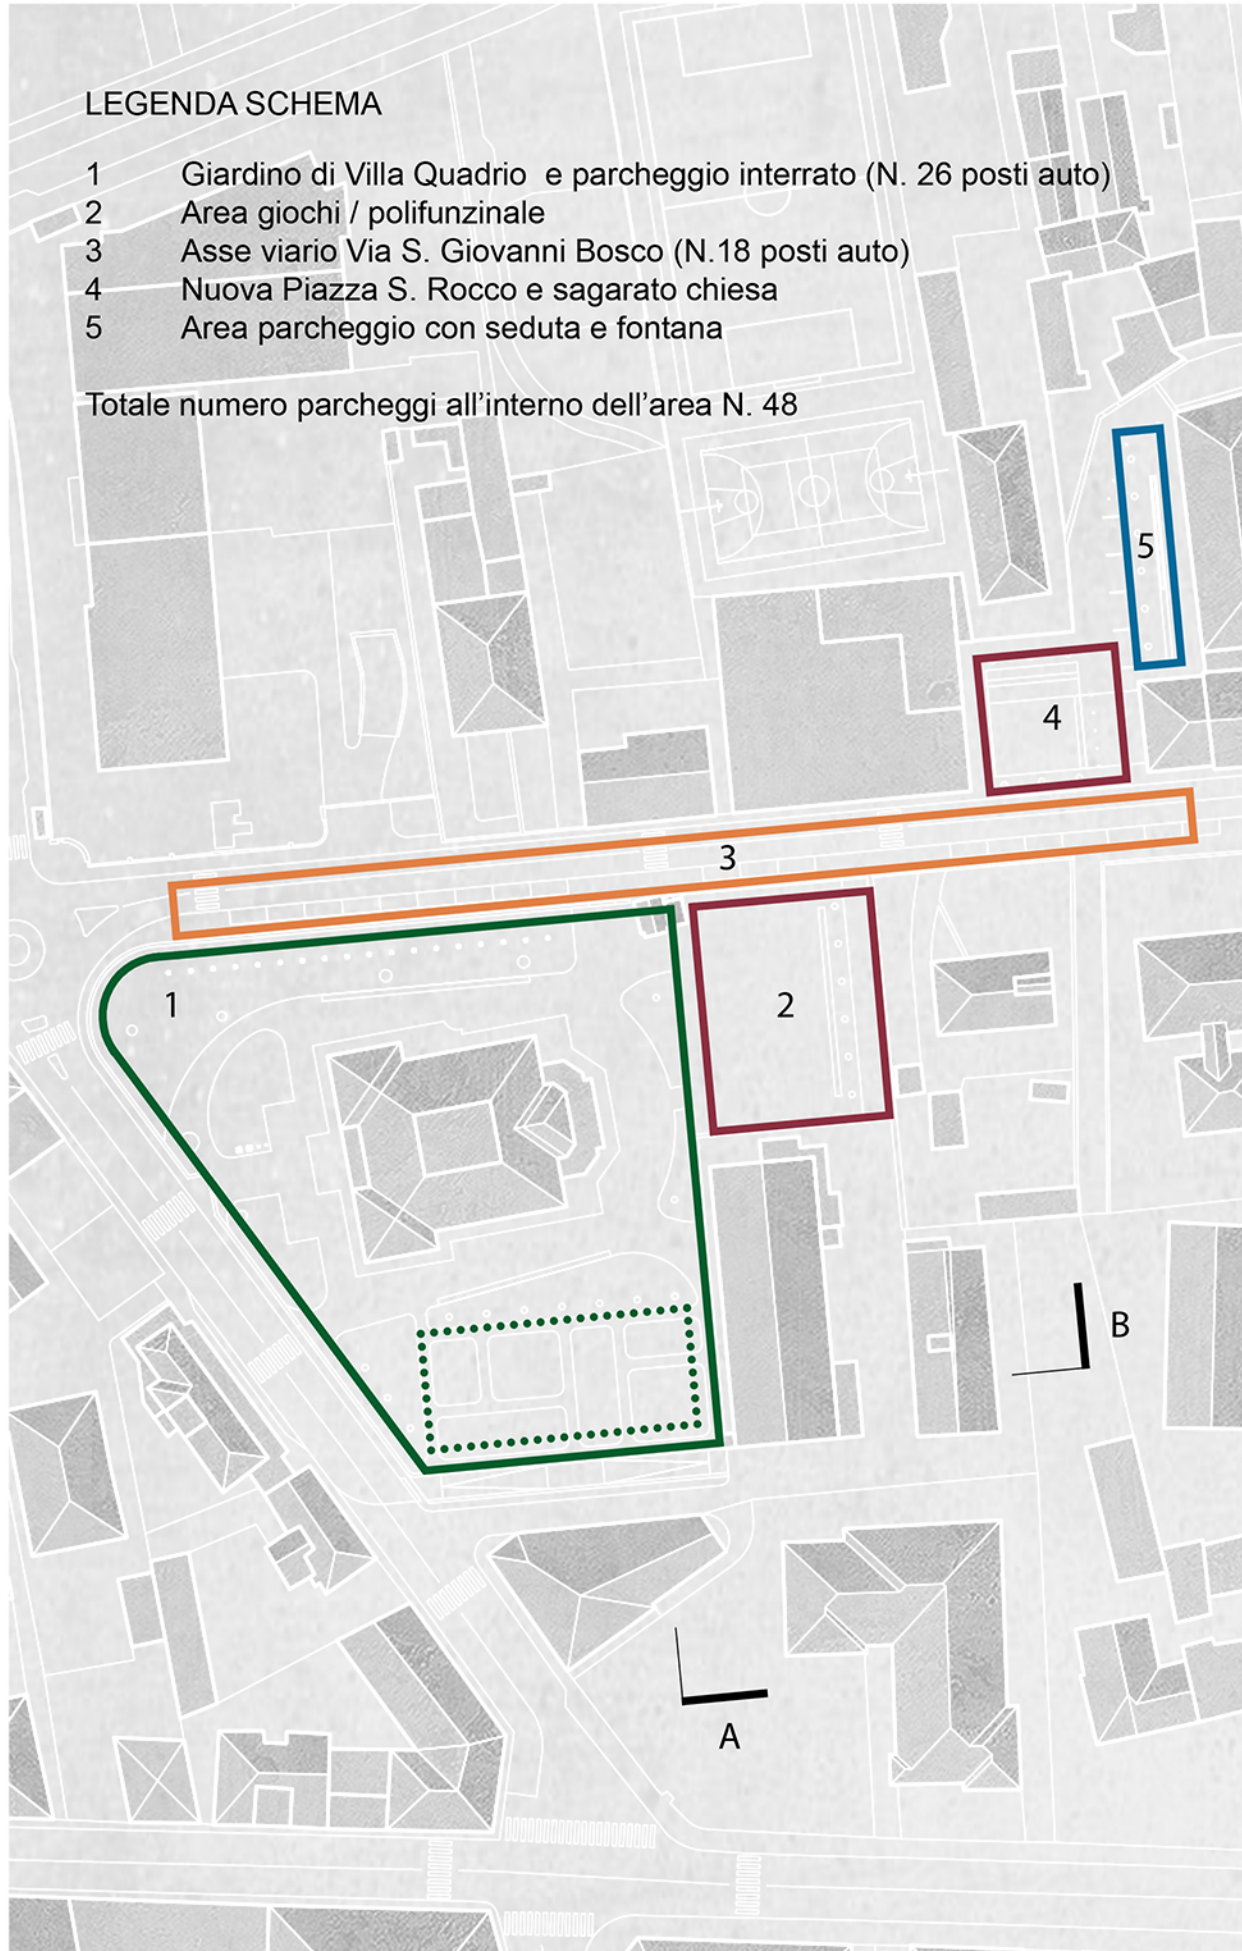 LEGENDA SCHEMA
1 Giardino di Villa Quadrio e parcheggio interrato (N. 26 posti auto)
2 Area giochi / polifunzinale
3 Asse viario Via S. Giovanni Bosco (N.18 posti auto)
4 Nuova Piazza S. Rocco e sagarato chiesa
5 Area parcheggio con seduta e fontana
Totale numero parcheggi all'interno dell'area N. 48
5
4
3
1
2
B
A